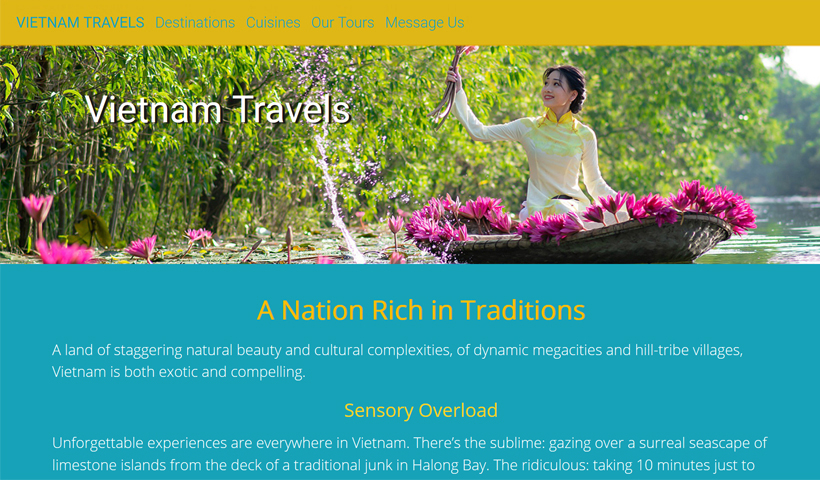 VIETNAM TRAVELS Destinations Cuisines Our Tours Message Us
Vietnam Travels
A Nation Rich in Traditions
A land of staggering natural beauty and cultural complexities, of dynamic megacities and hill-tribe villages,
Vietnam is both exotic and compelling.
Sensory Overload
Unforgettable experiences are everywhere in Vietnam. There’s the sublime: gazing over a surreal seascape of
limestone islands from the deck of a traditional junk in Halong Bay. The ridiculous: taking 10 minutes just to